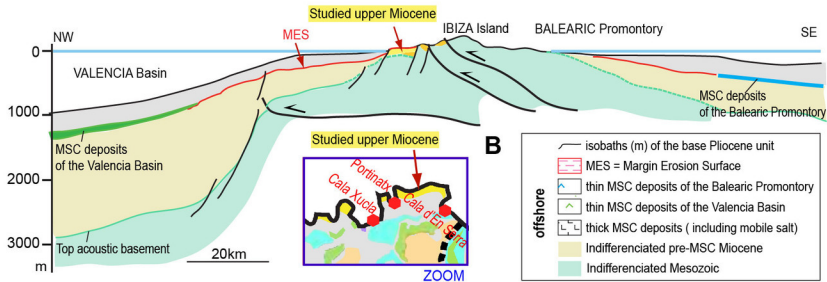 Studied upper Miocene
NW
MES
IBIZA Island
BALEARIC Promontory
SE
0
VALENCIA Basin
1000
MSC deposits
of the Valencia Basin
MSC deposits
of the Balearic Promontory
Studied upper Miocene
B
2000
Portinatx
Cala Xucla
Cala d'En Serra
3000
m
Top acoustic basement
20km
ZOOM
offshore
isobaths (m) of the base Pliocene unit
MES = Margin Erosion Surface
thin MSC deposits of the Balearic Promontory
thin MSC deposits of the Valencia Basin
thick MSC deposits ( including mobile salt)
Indifferenciated pre-MSC Miocene
Indifferenciated Mesozoic